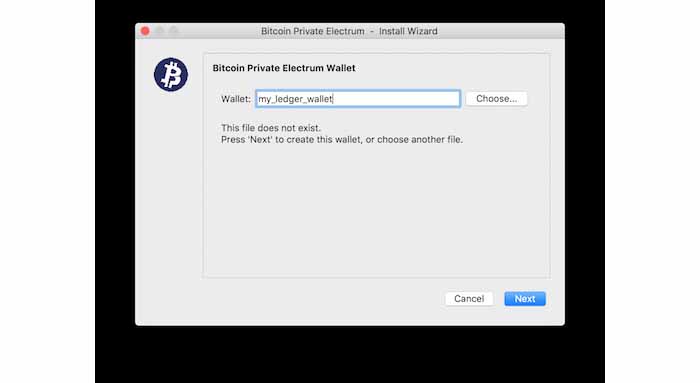 Bitcoin Private Electrum - Install Wizard
Bitcoin Private Electrum Wallet
Wallet: my_ledger_wallet Choose...
This file does not exist.
Press 'Next' to create this wallet, or choose another file.
Cancel Next